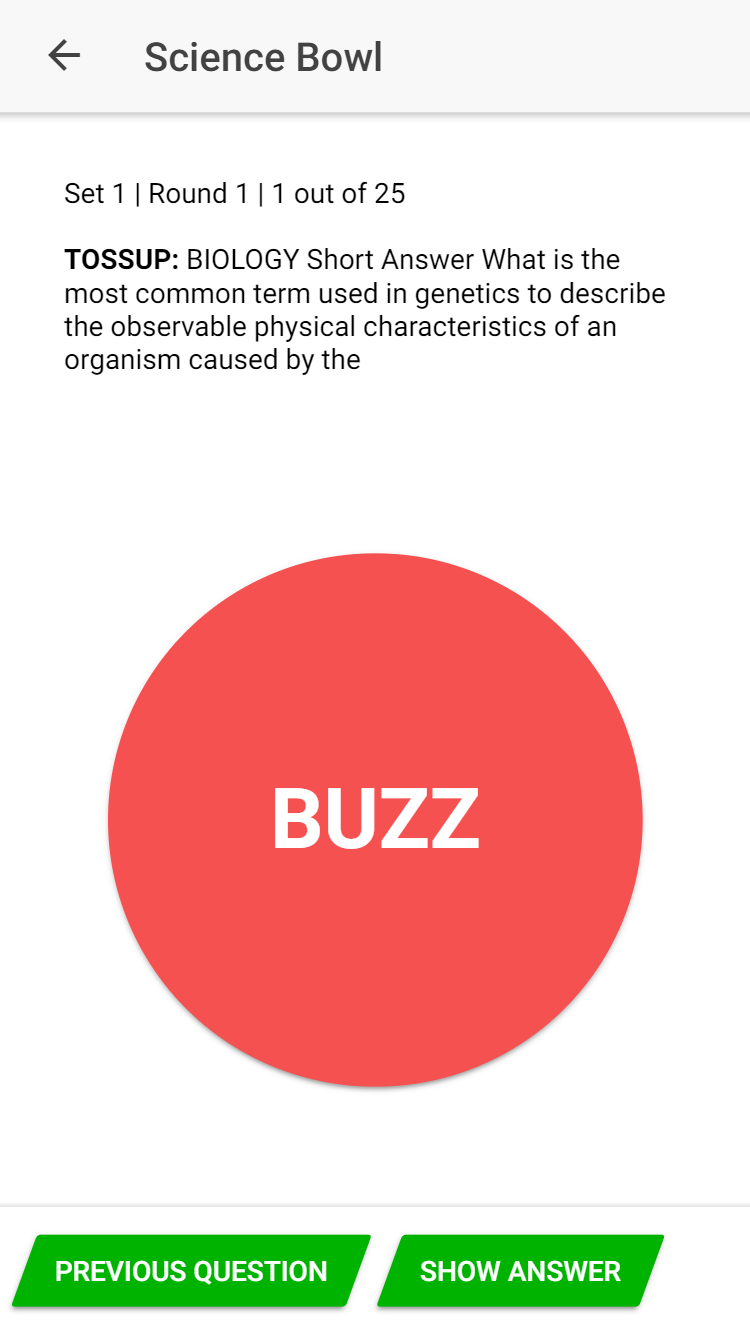 Science Bowl
Set 1 | Round 1 | 1 out of 25
TOSSUP: BIOLOGY Short Answer What is the
most common term used in genetics to describe
the observable physical characteristics of an
organism caused by the
BUZZ
PREVIOUS QUESTION
SHOW ANSWER